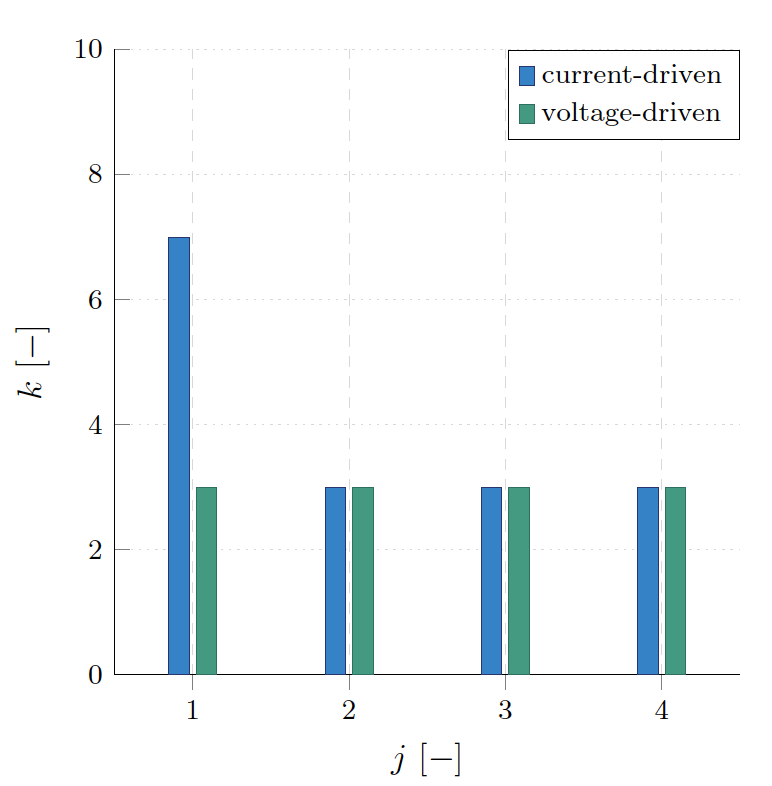 10
8
6
4
2
0
k [−]
current-driven
voltage-driven
1 2 3 4
j [−]